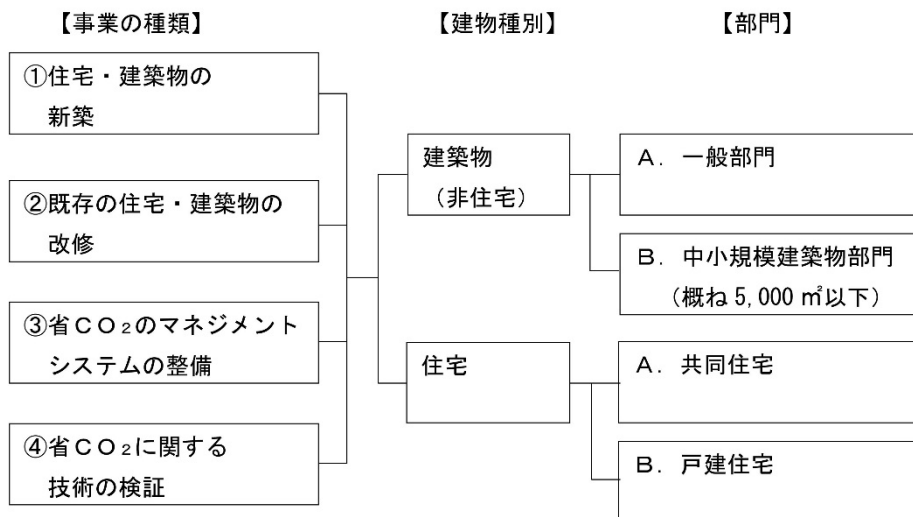 【事業の種類】
【建物種別】
【部門】
①住宅・建築物の
新築
②既存の住宅・建築物の
改修
③省ＣＯ₂のマネジメント
システムの整備
④省ＣＯ₂に関する
技術の検証
建築物
（非住宅）
住宅
Ａ．一般部門
Ｂ．中小規模建築物部門
（概ね 5,000 ㎡以下）
Ａ．共同住宅
Ｂ．戸建住宅